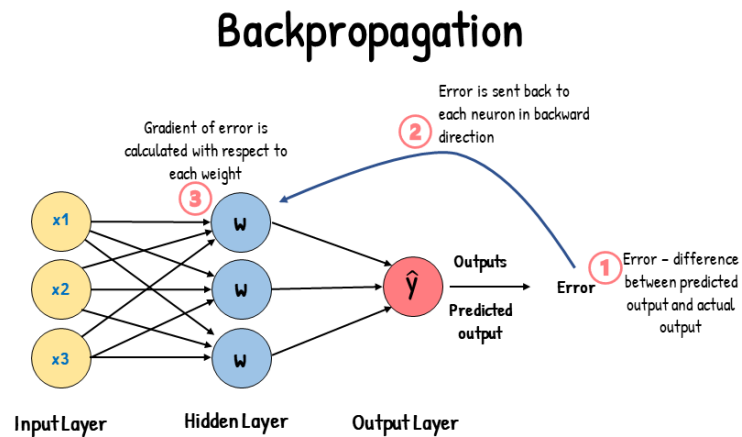 Backpropagation
Error is sent back to
each neuron in backward
direction
2
Gradient of error is
calculated with respect to
each weight
3
x1
w
x2
w
x3
w
ŷ
Outputs
Predicted
output
Error
1
Error – difference
between predicted
output and actual
output
Input Layer
Hidden Layer
Output Layer